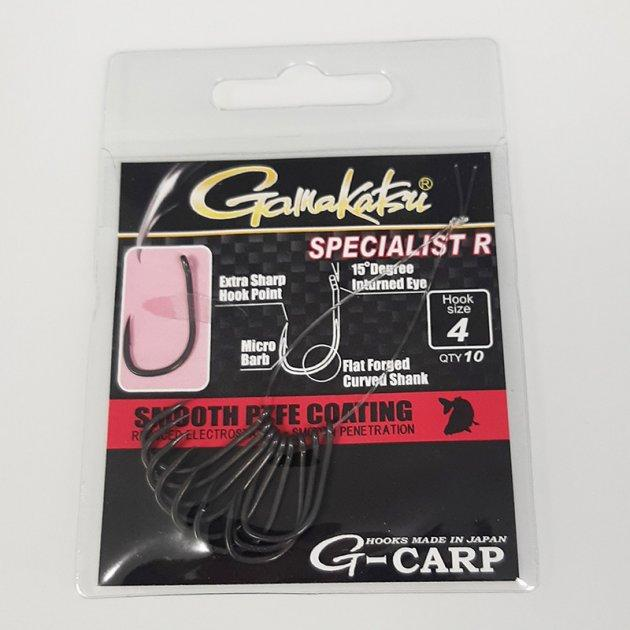 Gamakatsu®
SPECIALIST R
Extra Sharp
Hook Point
15°Degree
Inturned Eye
Hook
size
4
QTY 10
Micro
Barb
Flat Forged
Curved Shank
SMOOTH PTFE COATING
SMOOTH PENETRATION
HOOKS MADE IN JAPAN
G-CARP